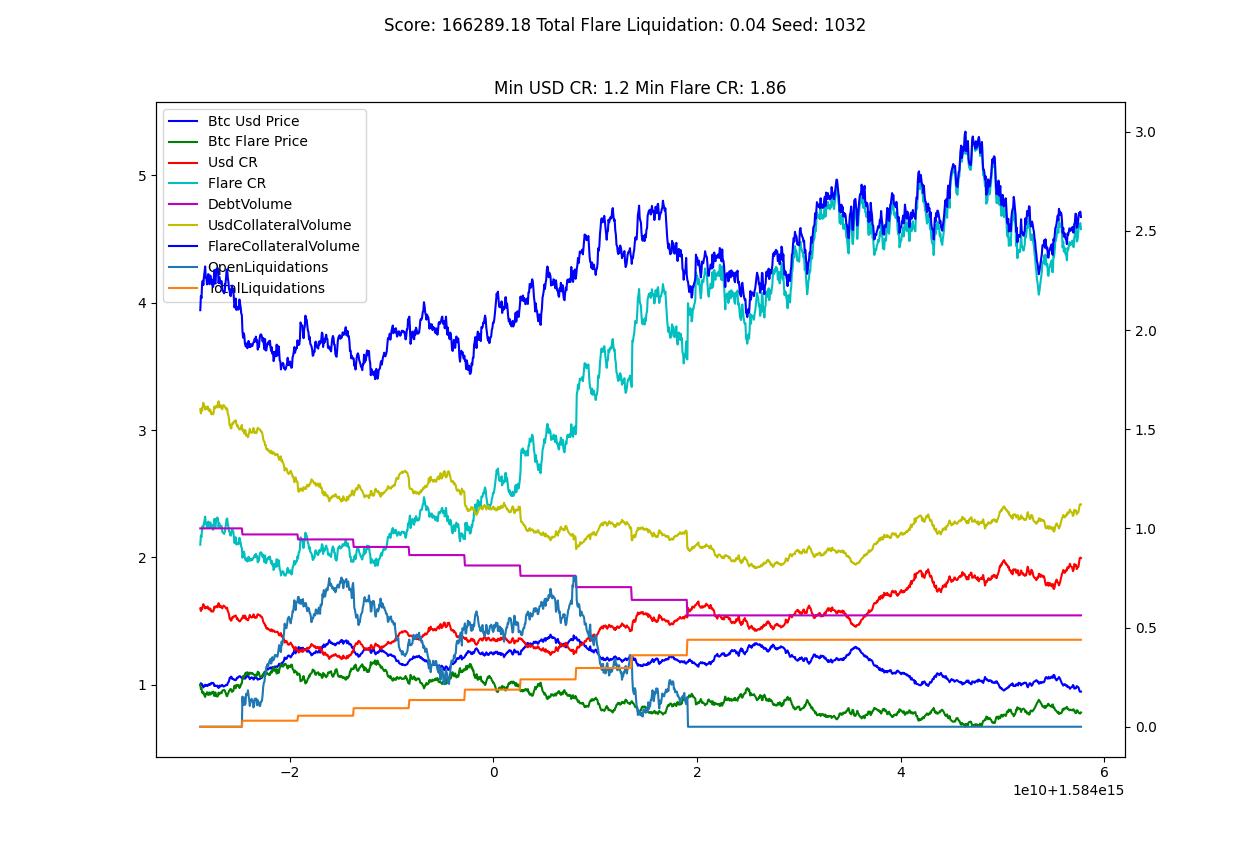 Score: 166289.18 Total Flare Liquidation: 0.04 Seed: 1032
Min USD CR: 1.2 Min Flare CR: 1.86
Btc Usd Price
Btc Flare Price
Usd CR
Flare CR
DebtVolume
UsdCollateralVolume
FlareCollateralVolume
OpenLiquidations
TotalLiquidations
5
4
3
2
1
3.0
2.5
2.0
1.5
1.0
0.5
0.0
−2
0
2
4
6
1e10+1.584e15